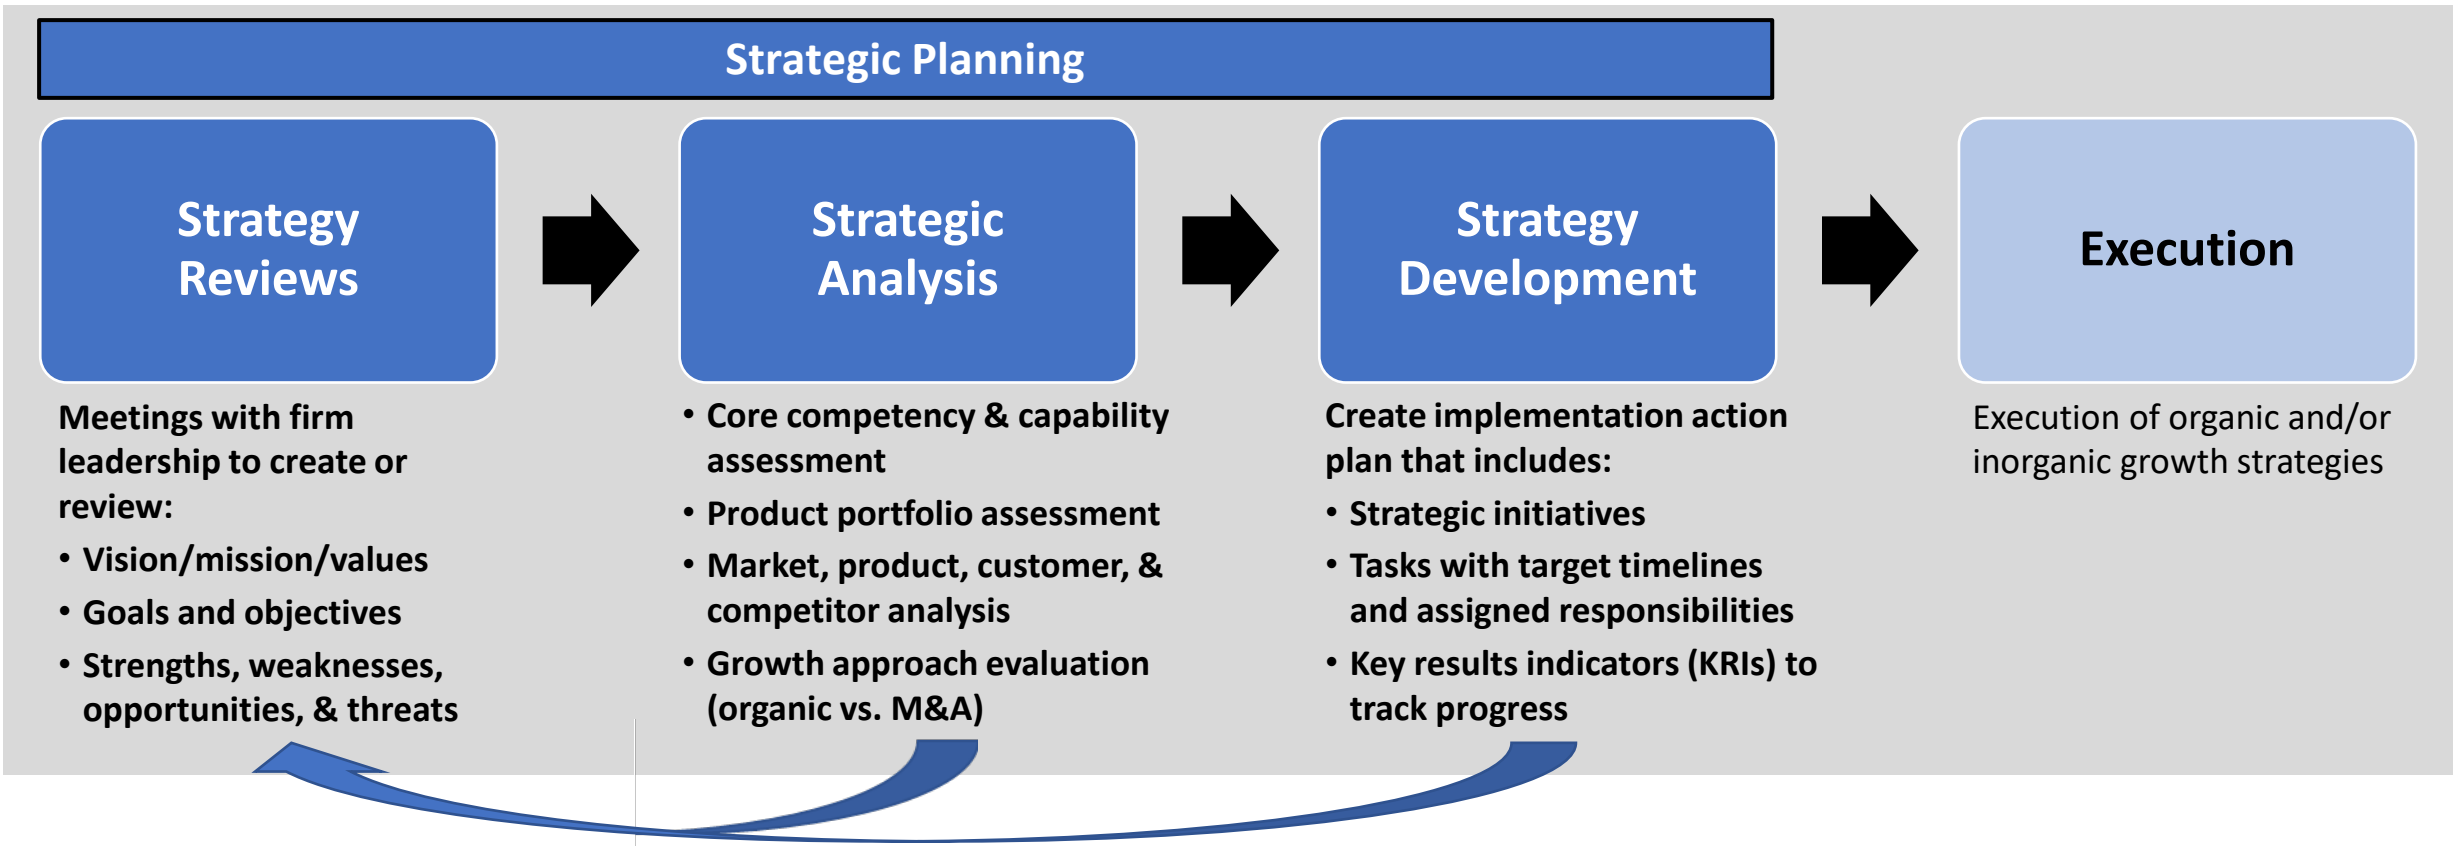 Strategic Planning
Strategy
Reviews
Strategic
Analysis
Strategy
Development
Execution
Meetings with firm
leadership to create or
review:
• Vision/mission/values
• Goals and objectives
• Strengths, weaknesses,
opportunities, & threats
• Core competency & capability
assessment
• Product portfolio assessment
• Market, product, customer, &
competitor analysis
• Growth approach evaluation
(organic vs. M&A)
Create implementation action
plan that includes:
• Strategic initiatives
• Tasks with target timelines
and assigned responsibilities
• Key results indicators (KRIs) to
track progress
Execution of organic and/or
inorganic growth strategies